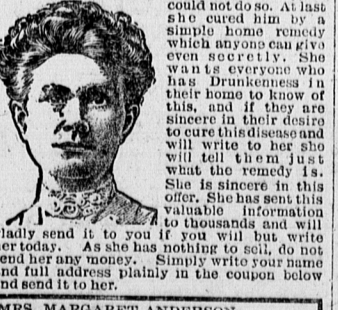 could not do so. At last
she cured him by a
simple home remedy
which anyone can give
even secretly. She
wants everyone who
has Drunkenness in
their home to know of
this, and if they are
sincere in their desire
to cure this disease and
will write to her she
will tell them just
what the remedy is.
She is sincere in this
offer. She has sent this
valuable information
to thousands and will
ladly send it to you if you will but write
er today. As she has nothing to sell, do not
end her any money. Simply write your name
nd full address plainly in the coupon below
nd send it to her.
MRS. MARGARET ANDERSON